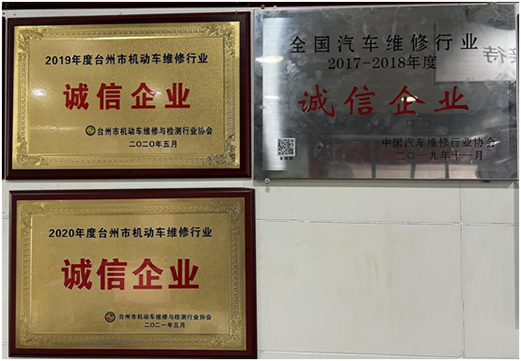 2019年度台州市机动车维修行业
诚信企业
台州市机动车维修与检测行业协会
二〇二〇年五月
全国汽车维修行业
2017-2018年度
诚信企业
中国汽车维修行业协会
二〇一九年十一月
接待
2020年度台州市机动车维修行业
诚信企业
台州市机动车维修与检测行业协会
二〇二一年五月